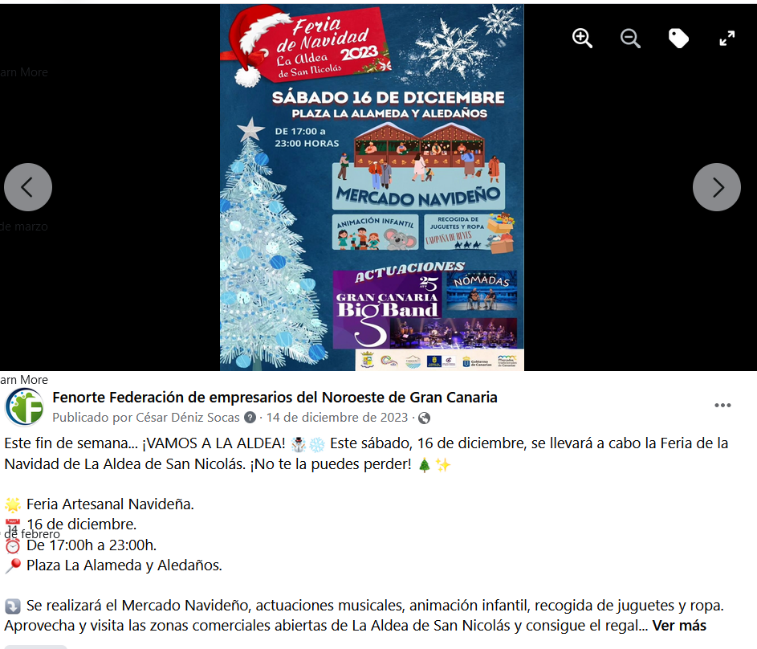 Feria
de Navidad
2023
La Aldea
de San Nicolás
SÁBADO 16 DE DICIEMBRE
PLAZA LA ALAMEDA Y ALEDAÑOS
DE 17:00 a
23:00 HORAS
MERCADO NAVIDEÑO
ANIMACIÓN INFANTIL
RECOGIDA DE
JUGUETES Y ROPA
CAMPAÑA DE REYES
ACTUACIONES
25
GRAN CANARIA
Big Band
NÓMADAS
arn More
de marzo
arn More
Fenorte Federación de empresarios del Noroeste de Gran Canaria
Publicado por César Déniz Socas · 14 de diciembre de 2023 ·
Este fin de semana... ¡VAMOS A LA ALDEA! ☃️❄️ Este sábado, 16 de diciembre, se llevará a cabo la Feria de la
Navidad de La Aldea de San Nicolás. ¡No te la puedes perder! 🎄✨
🌟 Feria Artesanal Navideña.
📅 16 de diciembre.
de febrero
⏰ De 17:00h a 23:00h.
📍 Plaza La Alameda y Aledaños.
⤵️ Se realizará el Mercado Navideño, actuaciones musicales, animación infantil, recogida de juguetes y ropa.
Aprovecha y visita las zonas comerciales abiertas de La Aldea de San Nicolás y consigue el regal... Ver más